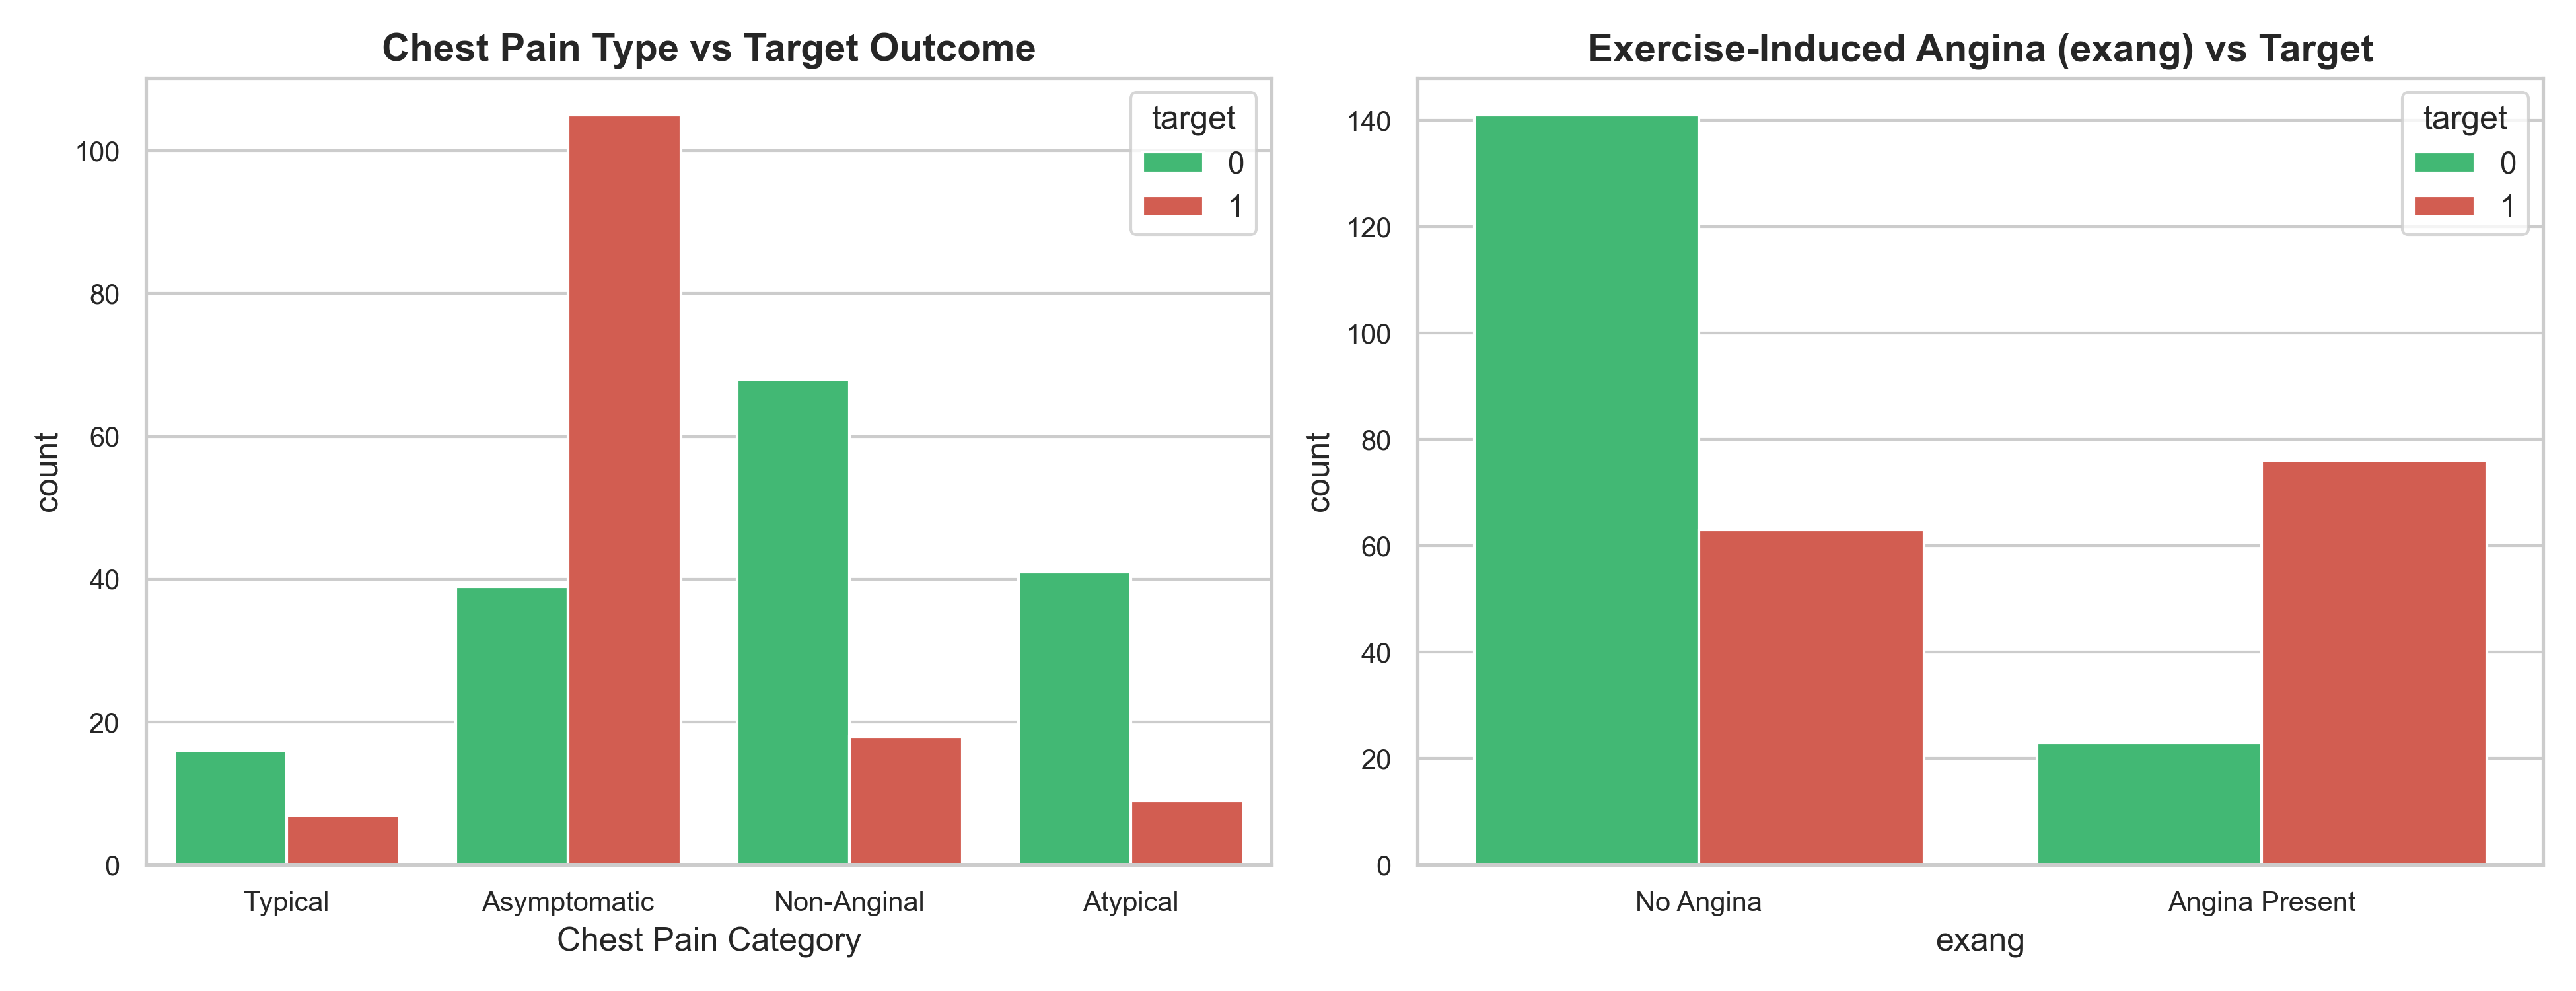 Chest Pain Type vs Target Outcome
target
0
1
100
80
60
40
20
0
count
Typical
Asymptomatic
Non-Anginal
Atypical
Chest Pain Category
Exercise-Induced Angina (exang) vs Target
target
0
1
140
120
100
80
60
40
20
0
count
No Angina
Angina Present
exang